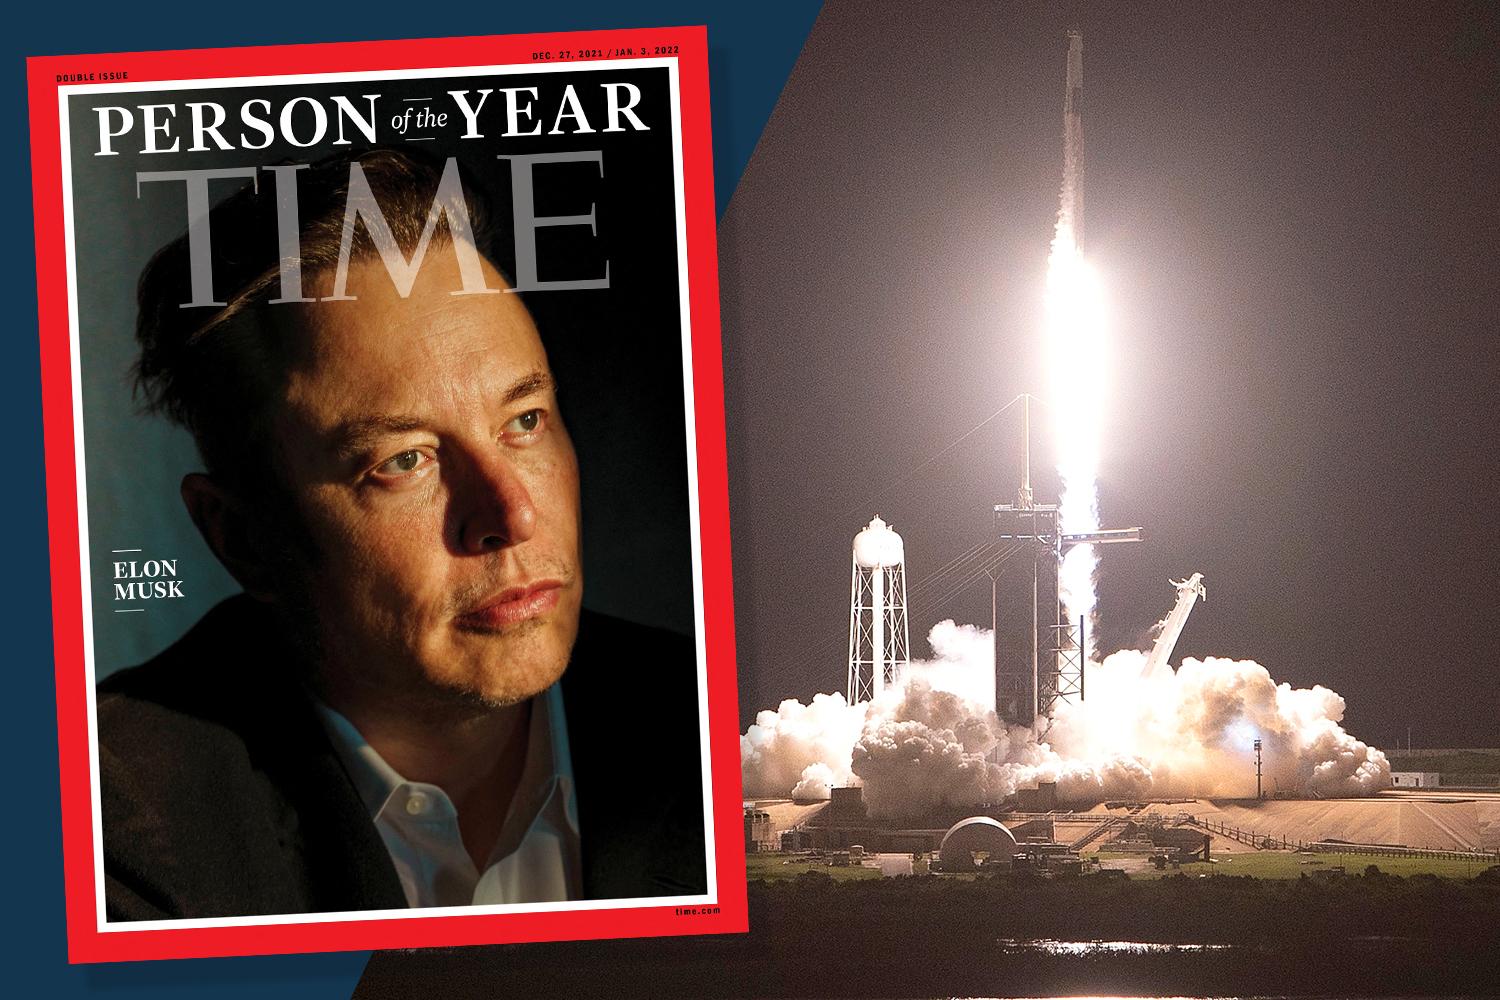 DOUBLE ISSUE
DEC. 27, 2021 / JAN. 3, 2022
PERSON of the YEAR
TIME
ELON
MUSK
time.com